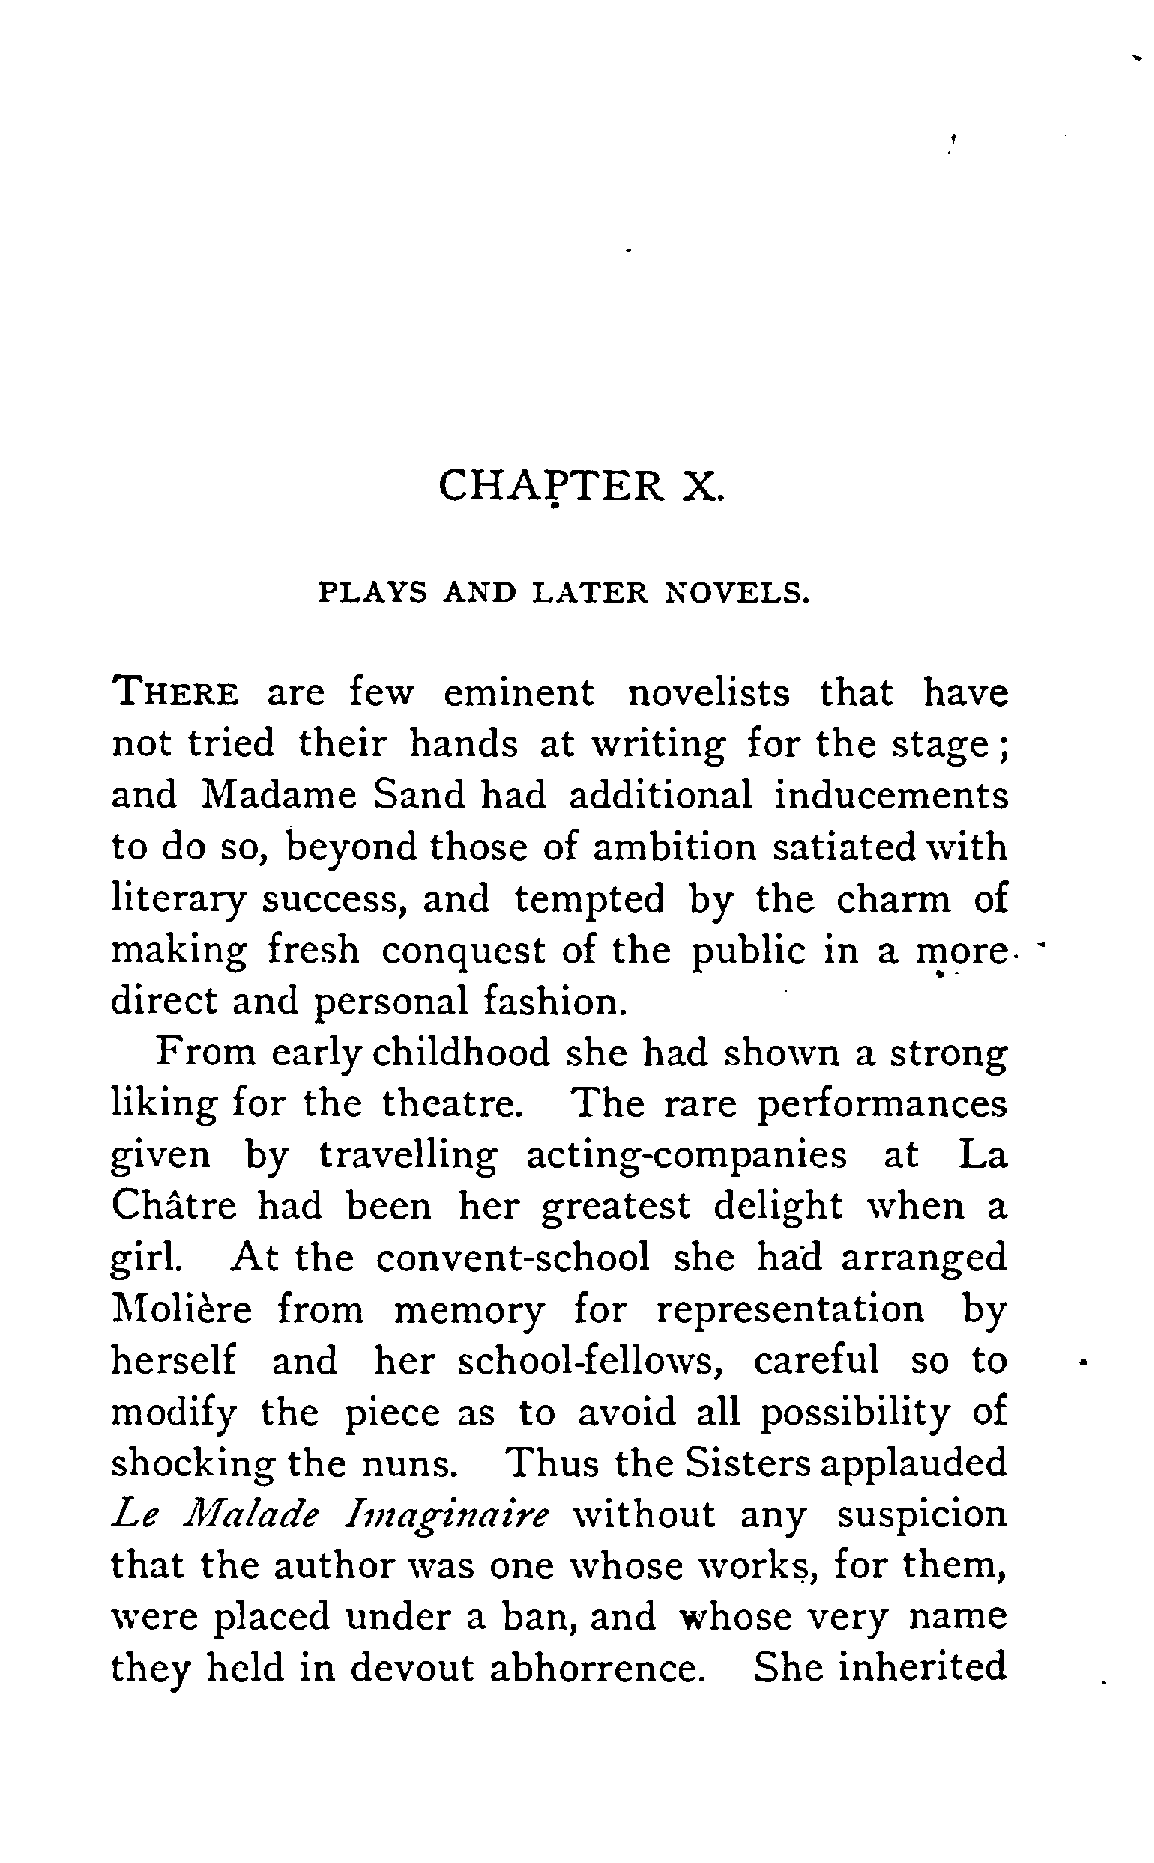 CHAPTER X.
PLAYS AND LATER NOVELS.
THERE are few eminent novelists that have
not tried their hands at writing for the stage ;
and Madame Sand had additional inducements
to do so, beyond those of ambition satiated with
literary success, and tempted by the charm of
making fresh conquest of the public in a more
direct and personal fashion.
From early childhood she had shown a strong
liking for the theatre. The rare performances
given by travelling acting-companies at La
Châtre had been her greatest delight when a
girl. At the convent-school she had arranged
Molière from memory for representation by
herself and her school-fellows, careful so to
modify the piece as to avoid all possibility of
shocking the nuns. Thus the Sisters applauded
Le Malade Imaginaire without any suspicion
that the author was one whose works, for them,
were placed under a ban, and whose very name
they held in devout abhorrence. She inherited